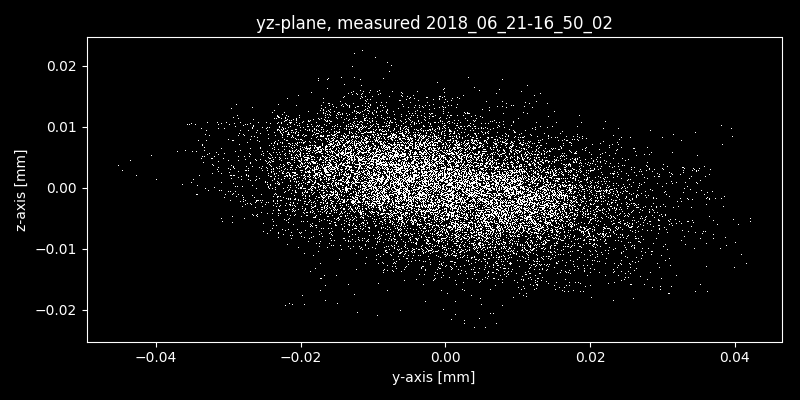 yz-plane, measured 2018_06_21-16_50_02
0.02
0.01
0.00
−0.01
−0.02
z-axis [mm]
−0.04 −0.02 0.00 0.02 0.04
y-axis [mm]